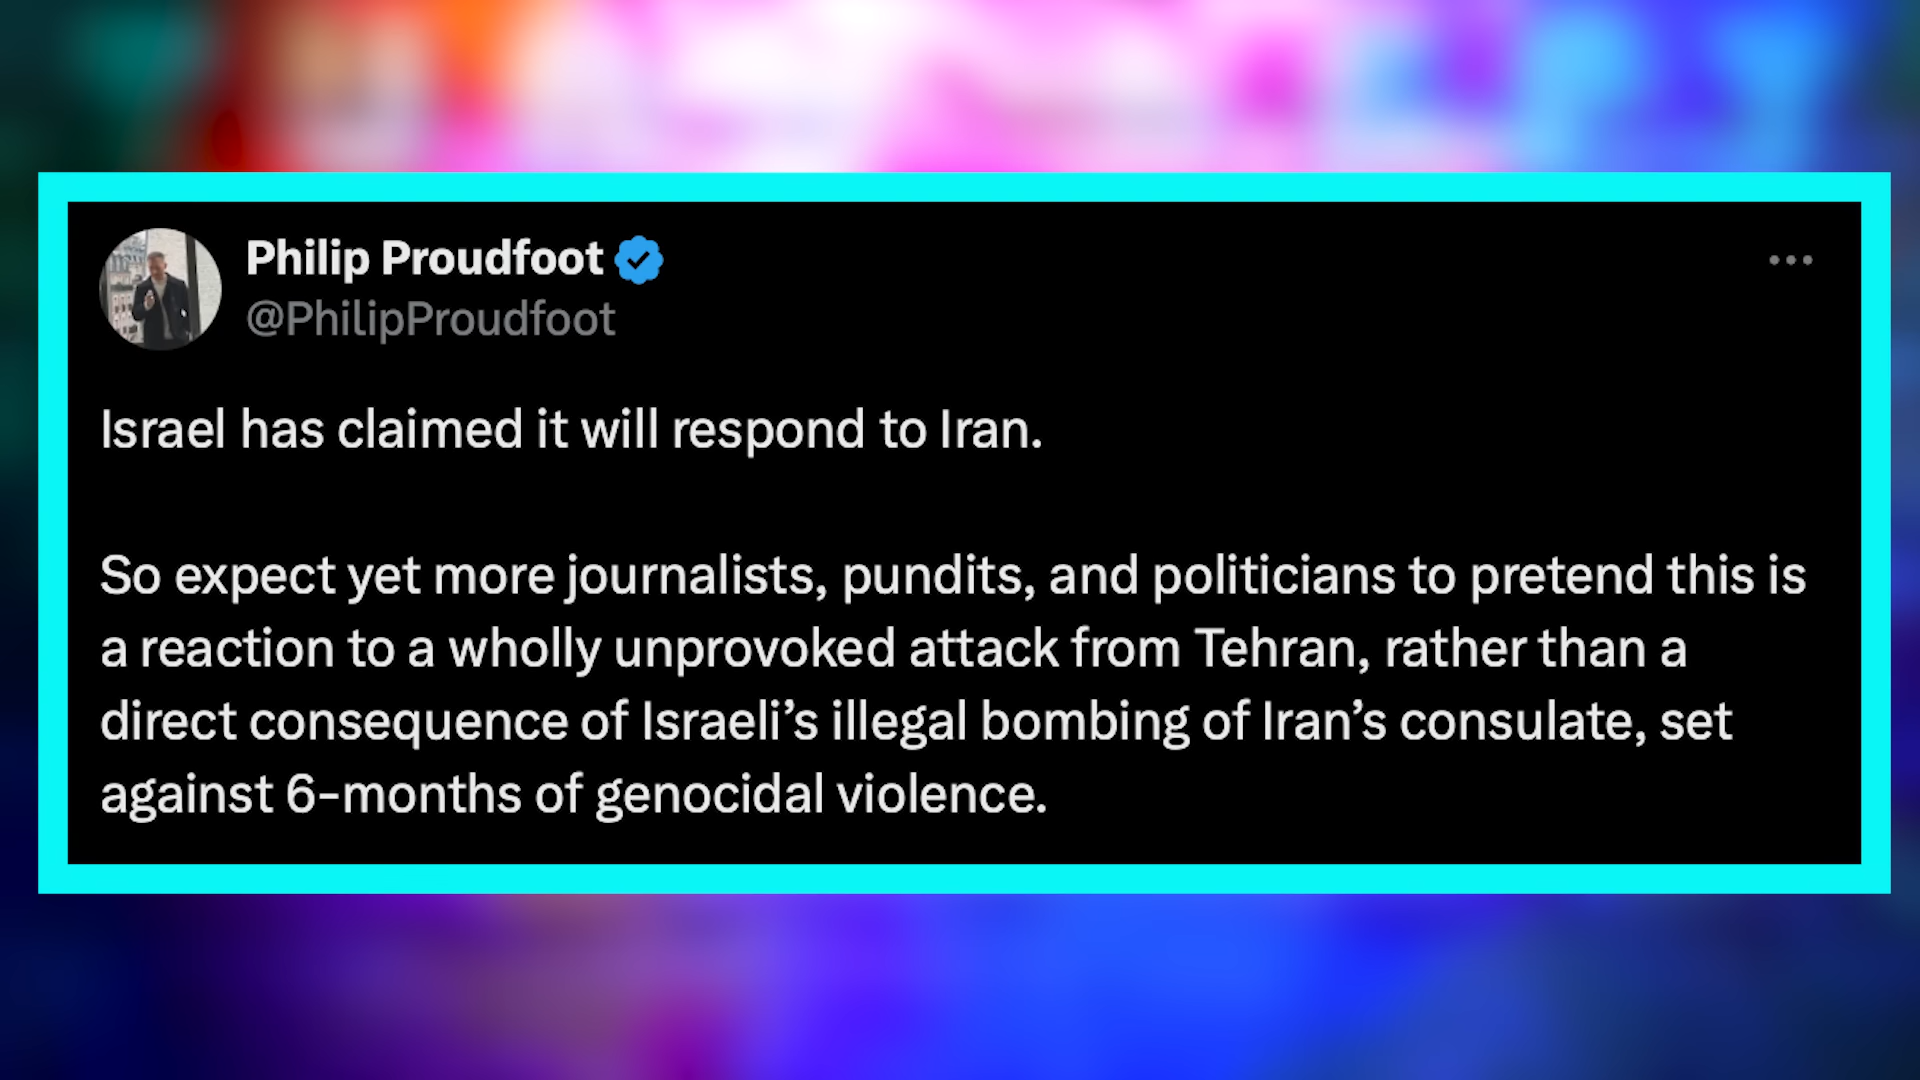 Philip Proudfoot
@PhilipProudfoot
Israel has claimed it will respond to Iran.
So expect yet more journalists, pundits, and politicians to pretend this is
a reaction to a wholly unprovoked attack from Tehran, rather than a
direct consequence of Israeli’s illegal bombing of Iran’s consulate, set
against 6-months of genocidal violence.